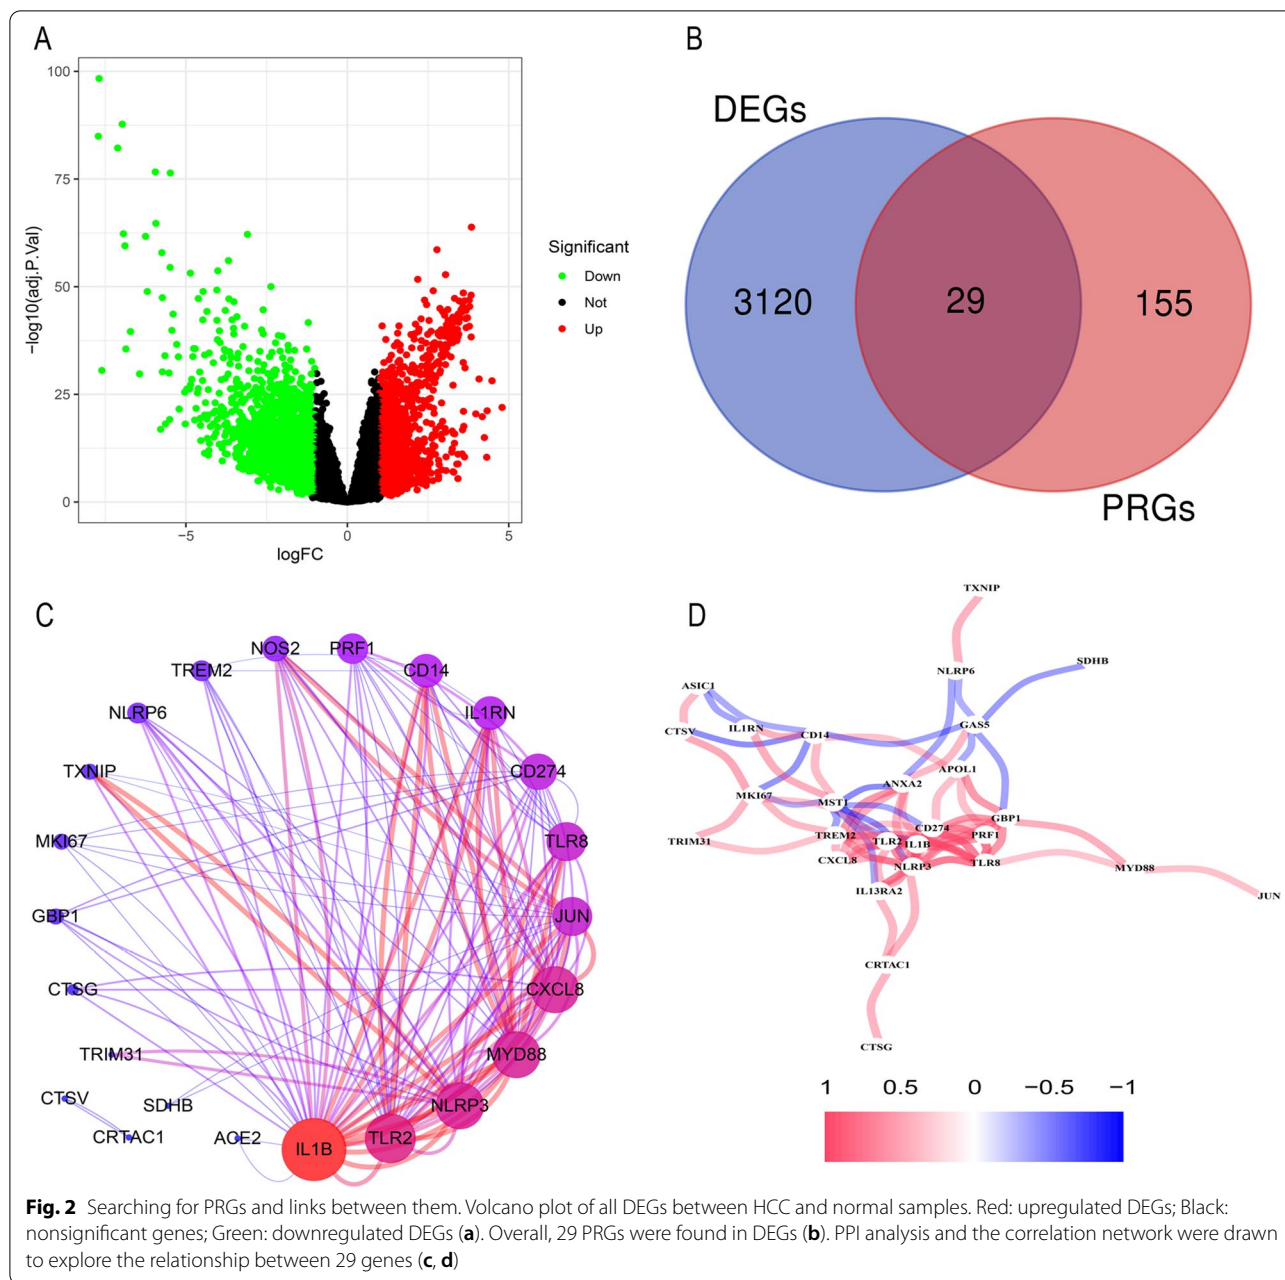 A
100
75
50
25
0
−5
0
5
−log10(adj.P.Val)
logFC
Significant
Down
Not
Up
B
DEGs
3120
29
155
PRGs
C
NOS2
PRF1
TREM2
CD14
NLRP6
IL1RN
TXNIP
CD274
MKI67
TLR8
GBP1
JUN
CTSG
CXCL8
TRIM31
MYD88
CTSV
SDHB
NLRP3
CRTAC1
ACE2
IL1B
TLR2
D
TXNIP
NLRP6
SDHB
ASIC1
CTSV
IL1RN
CD14
GAS5
APOL1
MKI67
MST1
ANXA2
TRIM31
TREM2
CD274
GBP1
TLR2
IL1B
PRF1
CXCL8
NLRP3
TLR8
MYD88
IL13RA2
JUN
CRTAC1
CTSG
1
0.5
0
−0.5
−1
Fig. 2 Searching for PRGs and links between them. Volcano plot of all DEGs between HCC and normal samples. Red: upregulated DEGs; Black:
nonsignificant genes; Green: downregulated DEGs (a). Overall, 29 PRGs were found in DEGs (b). PPI analysis and the correlation network were drawn
to explore the relationship between 29 genes (c, d)